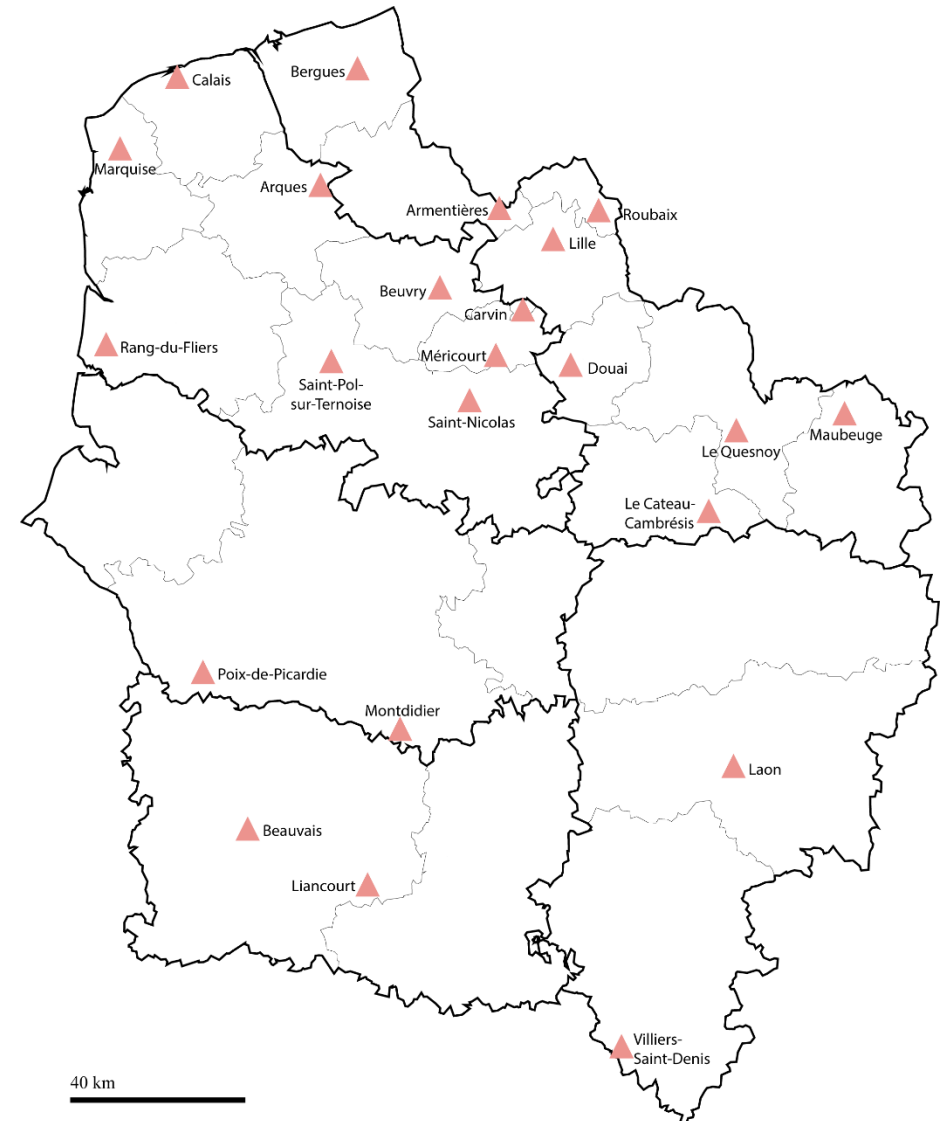 Bergues
Calais
Marquise
Arques
Armentières
Roubaix
Lille
Beuvry
Carvin
Rang-du-Fliers
Méricourt
Douai
Saint-Pol-
sur-Ternoise
Saint-Nicolas
Maubeuge
Le Quesnoy
Le Cateau-
Cambrésis
Poix-de-Picardie
Montdidier
Laon
Beauvais
Liancourt
Villiers-
Saint-Denis
40 km